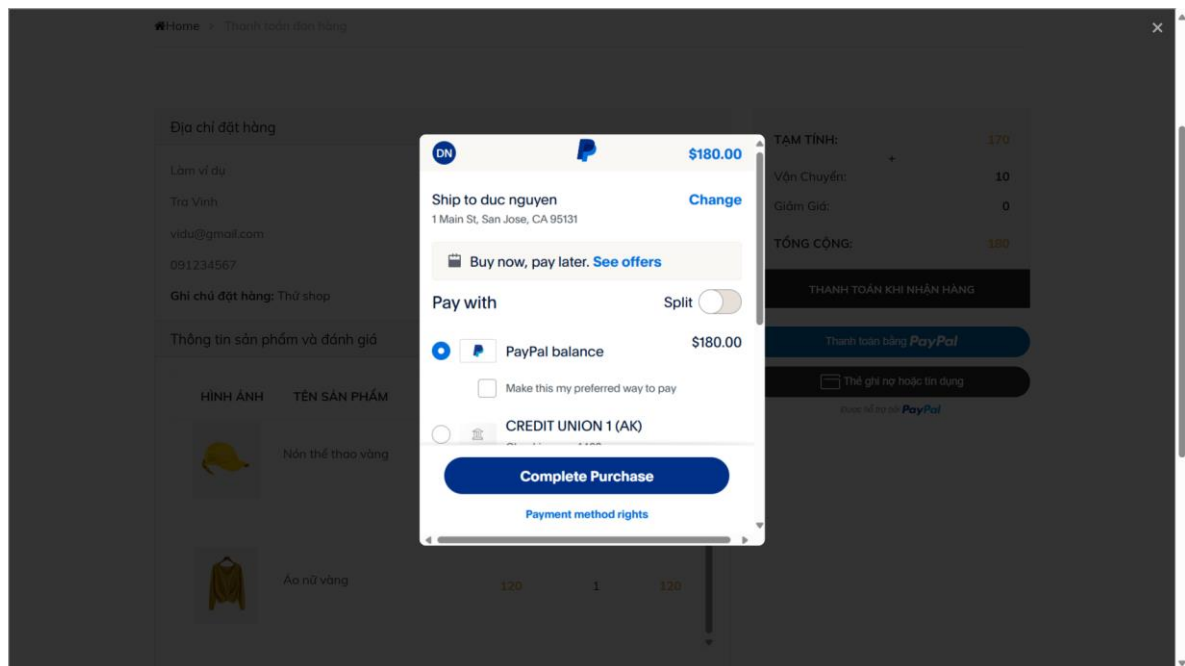 Home
Thanh toán đơn hàng
Địa chỉ đặt hàng
Làm ví dụ
Tra Vinh
vidu@gmail.com
091234567
Ghi chú đặt hàng: Thử shop
Thông tin sản phẩm và đánh giá
HÌNH ẢNH TÊN SẢN PHẨM
Nón thể thao vàng
Áo nữ vàng 120 1 120
DN $180.00
Ship to duc nguyen Change
1 Main St, San Jose, CA 95131
Buy now, pay later. See offers
Pay with Split
PayPal balance $180.00
Make this my preferred way to pay
CREDIT UNION 1 (AK)
Complete Purchase
Payment method rights
TẠM TÍNH: 170
+
Vận Chuyển: 10
Giảm Giá: 0
TỔNG CỘNG: 180
THANH TOÁN KHI NHẬN HÀNG
Thanh toán bằng PayPal
Thẻ ghi nợ hoặc tín dụng
Được hỗ trợ bởi PayPal